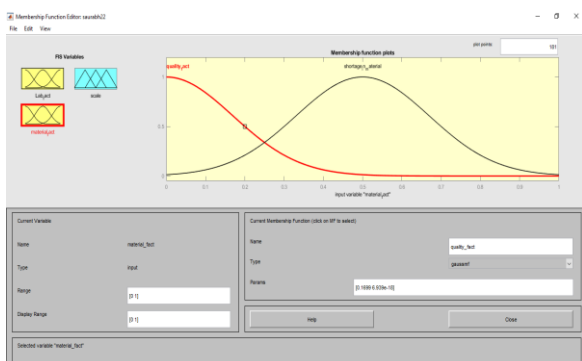 Membership Function Editor: saurabh22
File Edit View
FIS Variables
Membership function plots
plot points:
181
quality_fact
shortage_in_material
scale
material_fact
1
0.5
0
0 0.1 0.2 0.3 0.4 0.5 0.6 0.7 0.8 0.9 1
input variable "material_fact"
Current Variable
Name material_fact
Type input
Range [0 1]
Display Range [0 1]
Current Membership Function (click on MF to select)
Name quality_fact
Type gaussmf
Params
Help Close
Selected variable "material_fact"